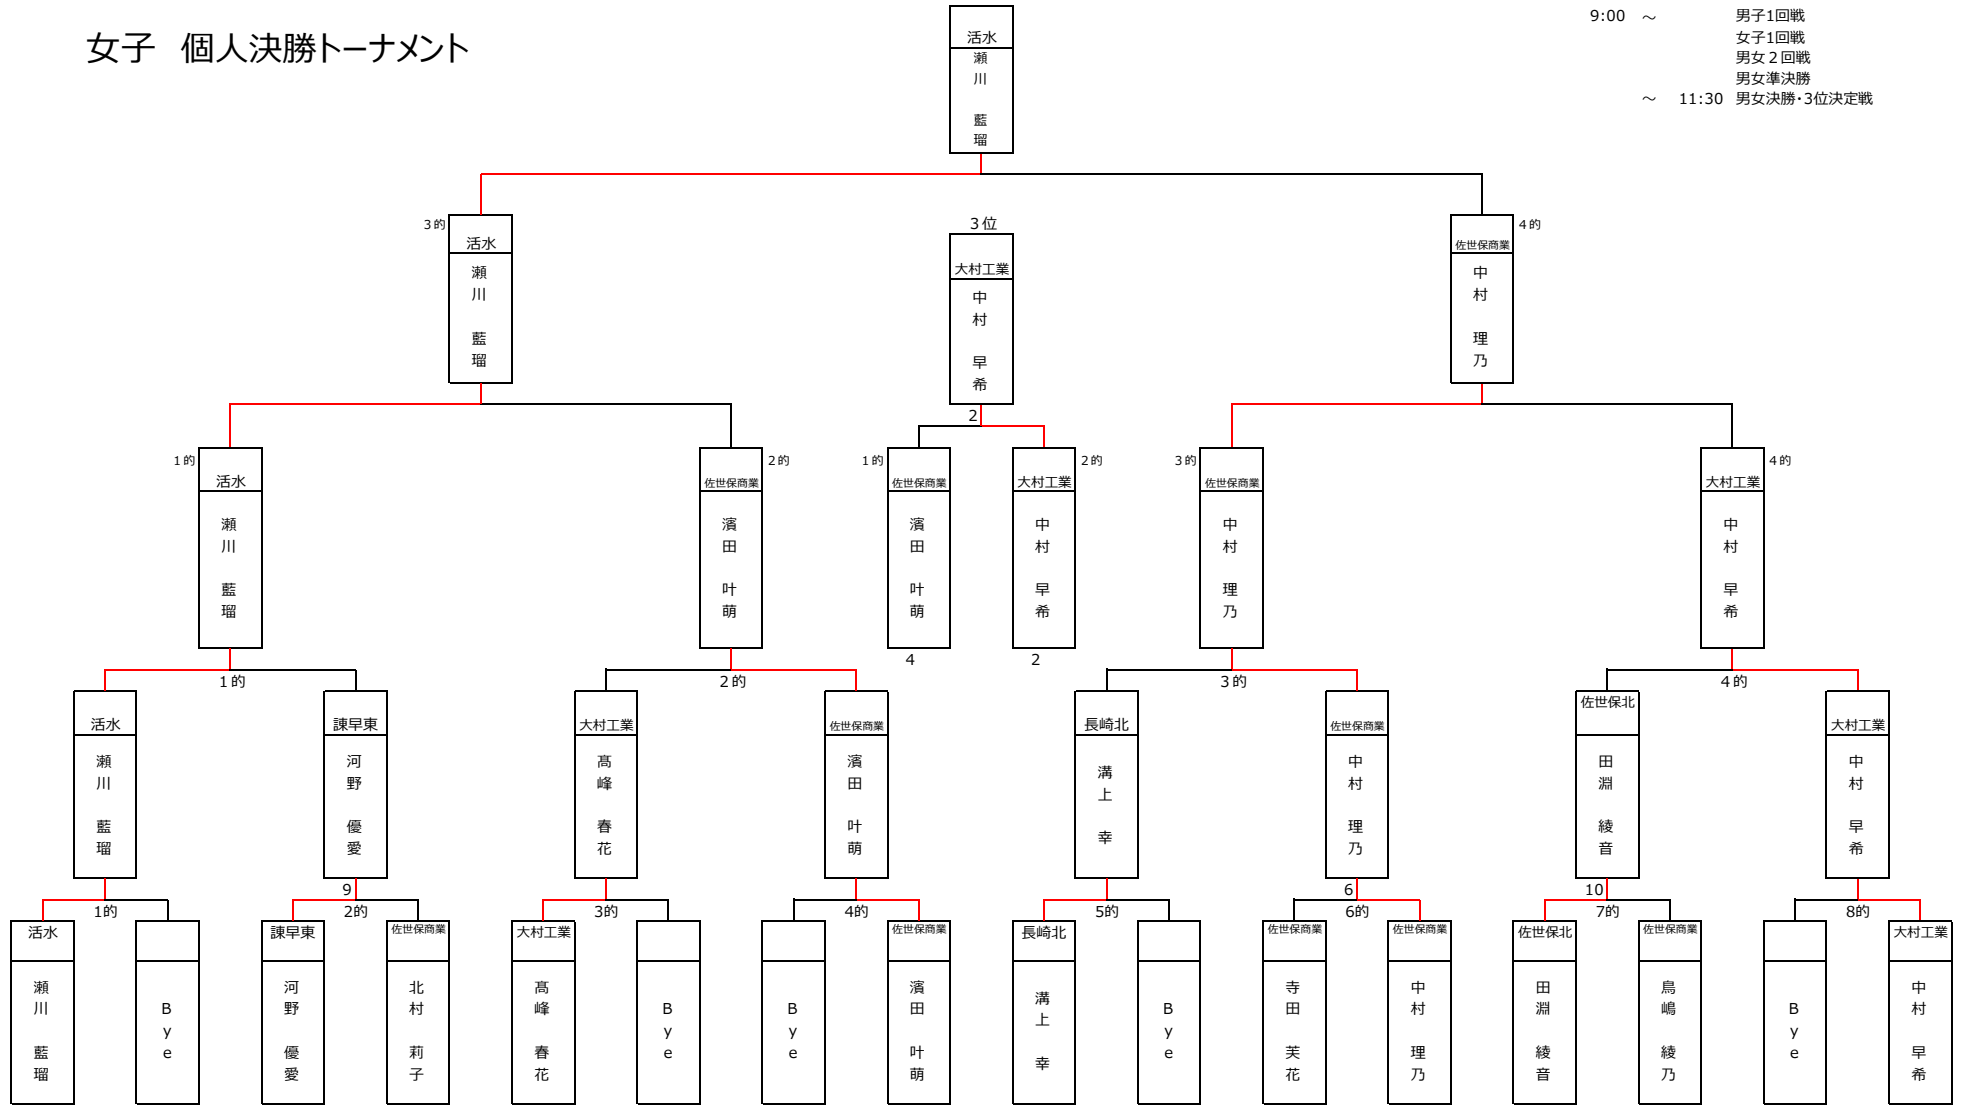 女子　個人決勝トーナメント
9:00 ～ 男子1回戦
女子1回戦
男女２回戦
男女準決勝
～ 11:30 男女決勝・3位決定戦
活水
瀬川　藍瑠
３的
活水
瀬川　藍瑠
３位
大村工業
中村　早希
2
佐世保商業
中村　理乃
４的
１的
活水
瀬川　藍瑠
佐世保商業
濱田　叶萌
２的
１的
佐世保商業
濱田　叶萌
4
大村工業
中村　早希
２的
2
３的
佐世保商業
中村　理乃
大村工業
中村　早希
４的
１的
２的
３的
４的
活水
瀬川　藍瑠
諫早東
河野　優愛
大村工業
髙峰　春花
佐世保商業
濱田　叶萌
長崎北
溝上　幸
佐世保商業
中村　理乃
佐世保北
田淵　綾音
大村工業
中村　早希
9
6
10
1的
2的
3的
4的
5的
6的
7的
8的
活水
瀬川　藍瑠
Bye
諫早東
河野　優愛
佐世保商業
北村　莉子
大村工業
髙峰　春花
Bye
Bye
佐世保商業
濱田　叶萌
長崎北
溝上　幸
Bye
佐世保商業
寺田　芙花
佐世保商業
中村　理乃
佐世保北
田淵　綾音
佐世保商業
鳥嶋　綾乃
Bye
大村工業
中村　早希